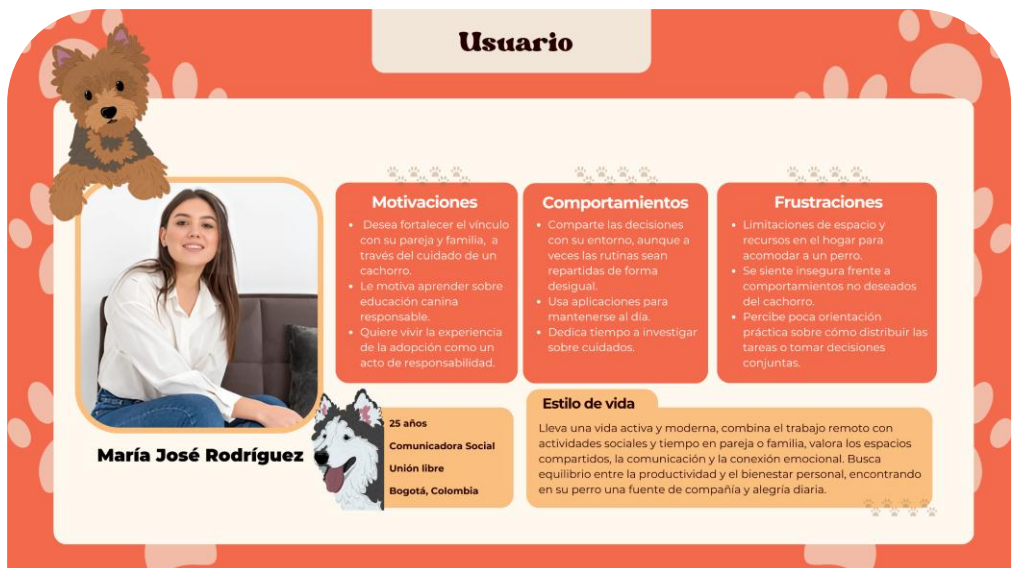 Usuario
Motivaciones
• Desea fortalecer el vínculo
con su pareja y familia, a
través del cuidado de un
cachorro.
• Le motiva aprender sobre
educación canina
responsable.
• Quiere vivir la experiencia
de la adopción como un
acto de responsabilidad.
Comportamientos
• Comparte las decisiones
con su entorno, aunque a
veces las rutinas sean
repartidas de forma
desigual.
• Usa aplicaciones para
mantenerse al día.
• Dedica tiempo a investigar
sobre cuidados.
Frustraciones
• Limitaciones de espacio y
recursos en el hogar para
acomodar a un perro.
• Se siente insegura frente a
comportamientos no deseados
del cachorro.
• Percibe poca orientación
práctica sobre cómo distribuir las
tareas o tomar decisiones
conjuntas.
María José Rodríguez
25 años
Comunicadora Social
Unión libre
Bogotá, Colombia
Estilo de vida
Lleva una vida activa y moderna, combina el trabajo remoto con
actividades sociales y tiempo en pareja o familia, valora los espacios
compartidos, la comunicación y la conexión emocional. Busca
equilibrio entre la productividad y el bienestar personal, encontrando
en su perro una fuente de compañía y alegría diaria.